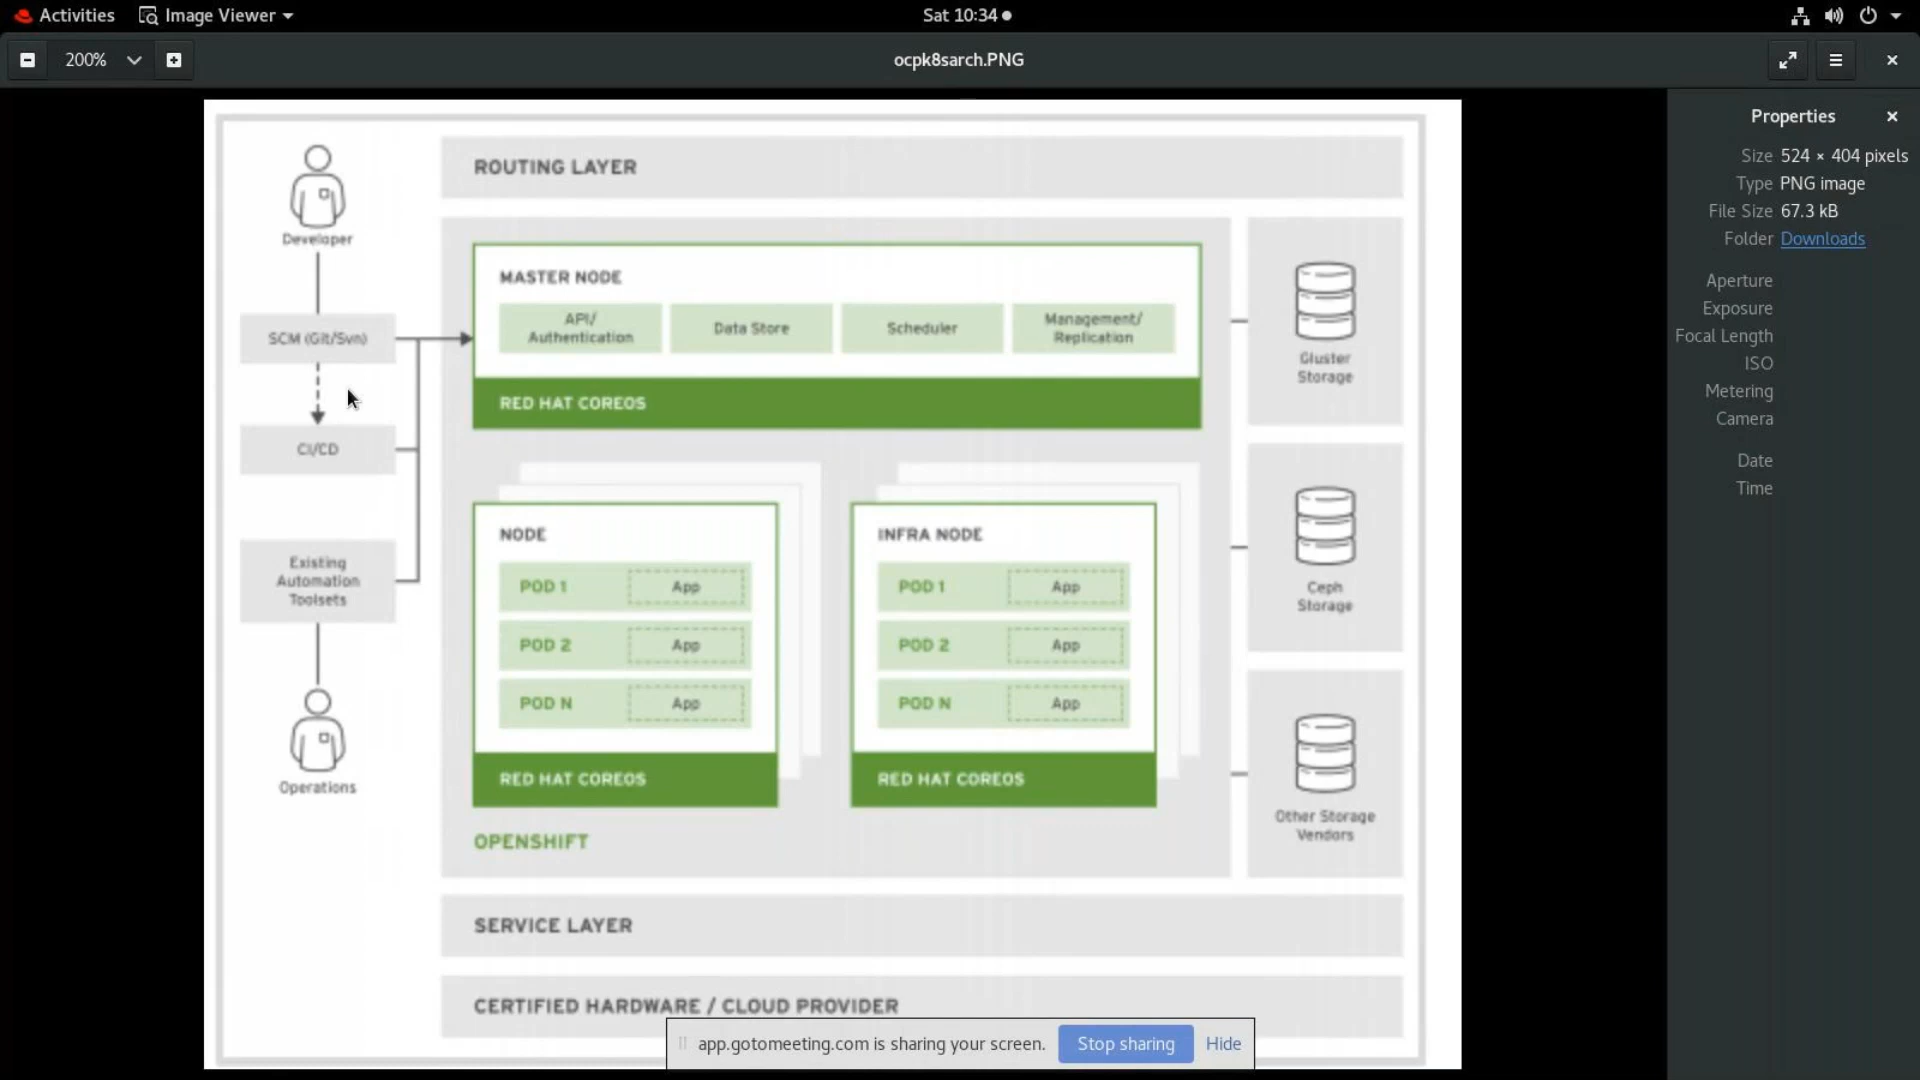 Activities
Image Viewer
Sat 10:34
200%
ocpk8sarch.PNG
Properties
Size 524 × 404 pixels
Type PNG image
File Size 67.3 kB
Folder Downloads
Aperture
Exposure
Focal Length
ISO
Metering
Camera
Date
Time
Developer
SCM (Git/Svn)
CI/CD
Existing
Automation
Toolsets
Operations
ROUTING LAYER
MASTER NODE
API/
Authentication
Data Store
Scheduler
Management/
Replication
RED HAT COREOS
NODE
POD 1 App
POD 2 App
POD N App
RED HAT COREOS
INFRA NODE
POD 1 App
POD 2 App
POD N App
RED HAT COREOS
OPENSHIFT
Gluster
Storage
Ceph
Storage
Other Storage
Vendors
SERVICE LAYER
CERTIFIED HARDWARE / CLOUD PROVIDER
app.gotomeeting.com is sharing your screen.
Stop sharing
Hide